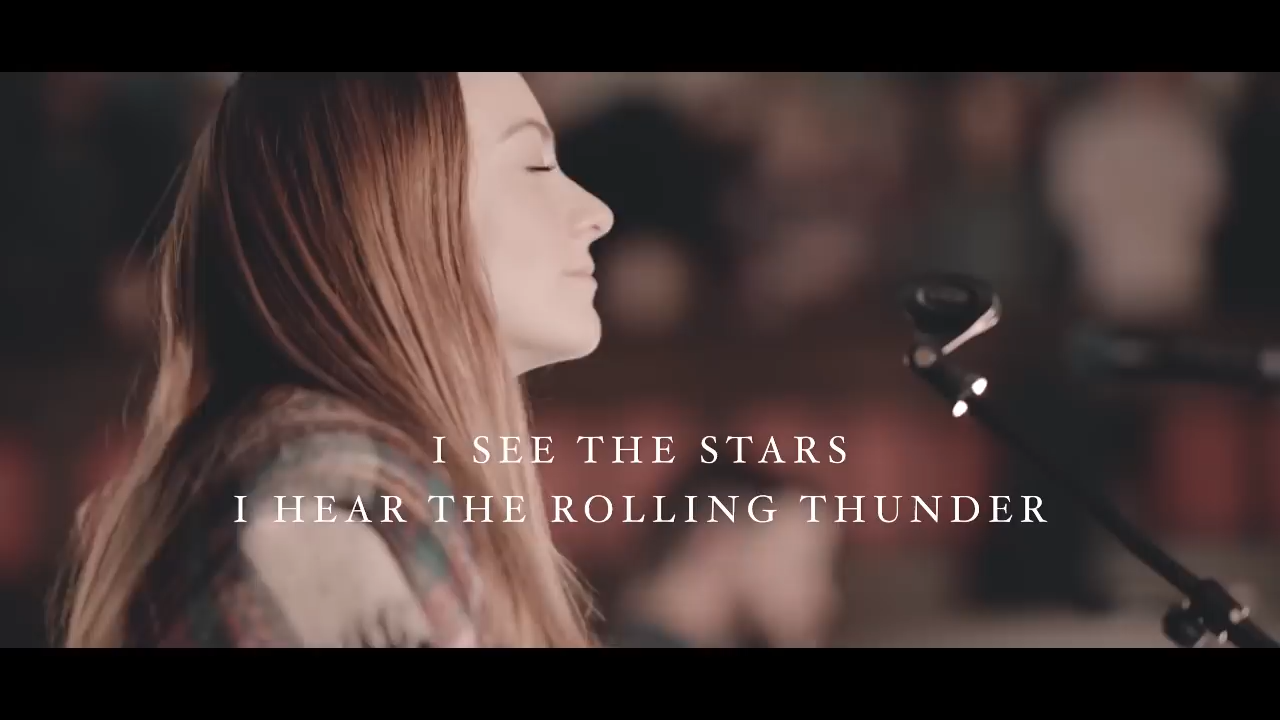 I SEE THE STARS
I HEAR THE ROLLING THUNDER